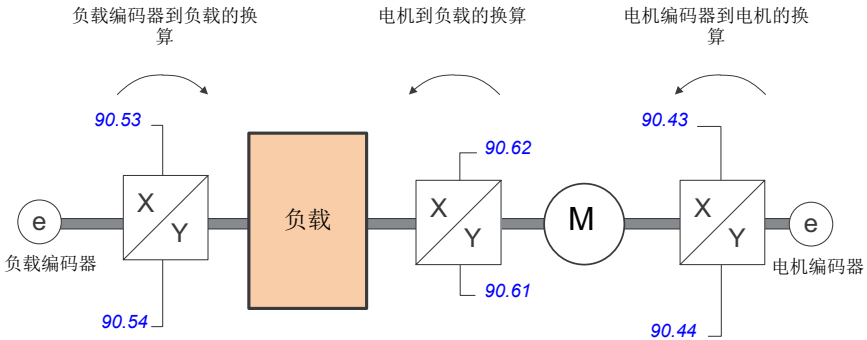 负载编码器到负载的换
算
电机到负载的换算
电机编码器到电机的换
算
90.53
90.62
90.43
e
X
Y
负载
X
Y
M
X
Y
e
负载编码器
电机编码器
90.54
90.61
90.44